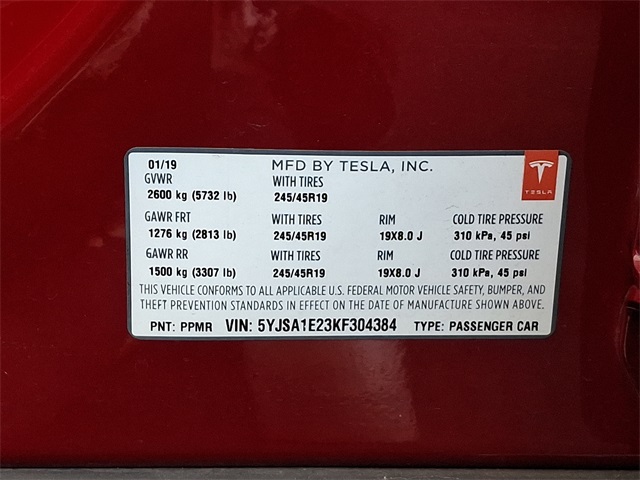 01/19 MFD BY TESLA, INC.
GVWR WITH TIRES
2600 kg (5732 lb) 245/45R19
TESLA
GAWR FRT WITH TIRES RIM COLD TIRE PRESSURE
1276 kg (2813 lb) 245/45R19 19X8.0 J 310 kPa, 45 psi
GAWR RR WITH TIRES RIM COLD TIRE PRESSURE
1500 kg (3307 lb) 245/45R19 19X8.0 J 310 kPa, 45 psi
THIS VEHICLE CONFORMS TO ALL APPLICABLE U.S. FEDERAL MOTOR VEHICLE SAFETY, BUMPER, AND
THEFT PREVENTION STANDARDS IN EFFECT ON THE DATE OF MANUFACTURE SHOWN ABOVE.
PNT: PPMR VIN: 5YJSA1E23KF304384 TYPE: PASSENGER CAR